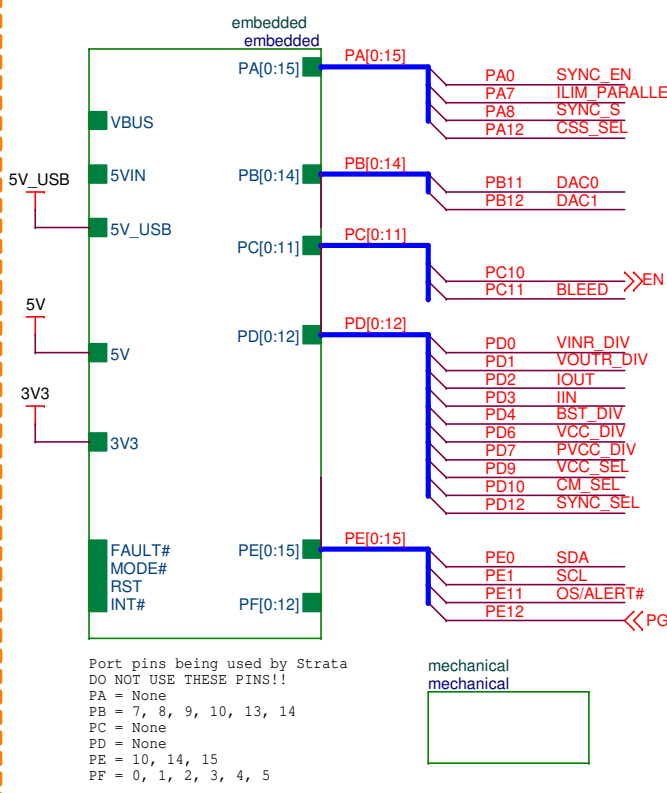 embedded
embedded
PA[0:15]
PA[0:15]
PA0 SYNC_EN
PA7 ILIM_PARALLE
PA8 SYNC_S
PA12 CSS_SEL
VBUS
5VIN
PB[0:14]
PB[0:14]
PB11 DAC0
PB12 DAC1
5V_USB
5V_USB
PC[0:11]
PC[0:11]
PC10 EN
PC11 BLEED
5V
5V
PD[0:12]
PD[0:12]
PD0 VINR_DIV
PD1 VOUTR_DIV
PD2 IOUT
PD3 IIN
PD4 BST_DIV
PD6 VCC_DIV
PD7 PVCC_DIV
PD9 VCC_SEL
PD10 CM_SEL
PD12 SYNC_SEL
3V3
3V3
FAULT#
MODE#
RST
INT#
PE[0:15]
PE[0:15]
PF[0:12]
PE0 SDA
PE1 SCL
PE11 OS/ALERT#
PE12 PG
Port pins being used by Strata
DO NOT USE THESE PINS!!
PA = None
PB = 7, 8, 9, 10, 13, 14
PC = None
PD = None
PE = 10, 14, 15
PF = 0, 1, 2, 3, 4, 5
mechanical
mechanical